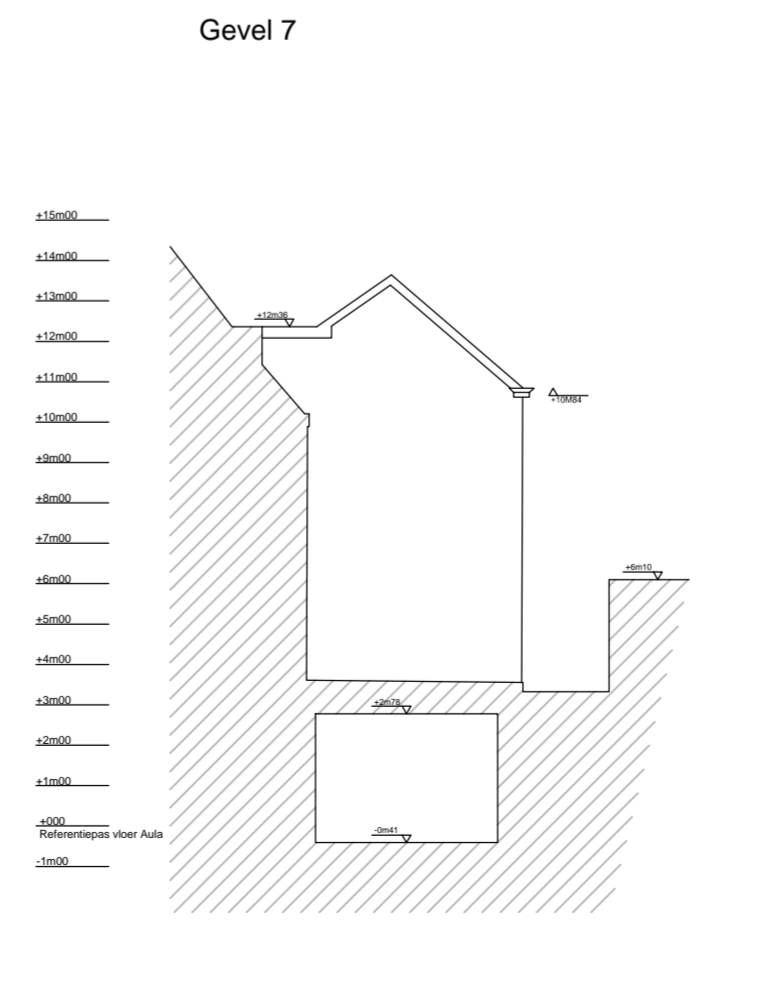 Gevel 7
+15m00
+14m00
+13m00
+12m36
+12m00
+11m00
+10M84
+10m00
+9m00
+8m00
+7m00
+6m10
+6m00
+5m00
+4m00
+3m00
+2m78
+2m00
+1m00
+000
-0m41
Referentiepas vloer Aula
-1m00